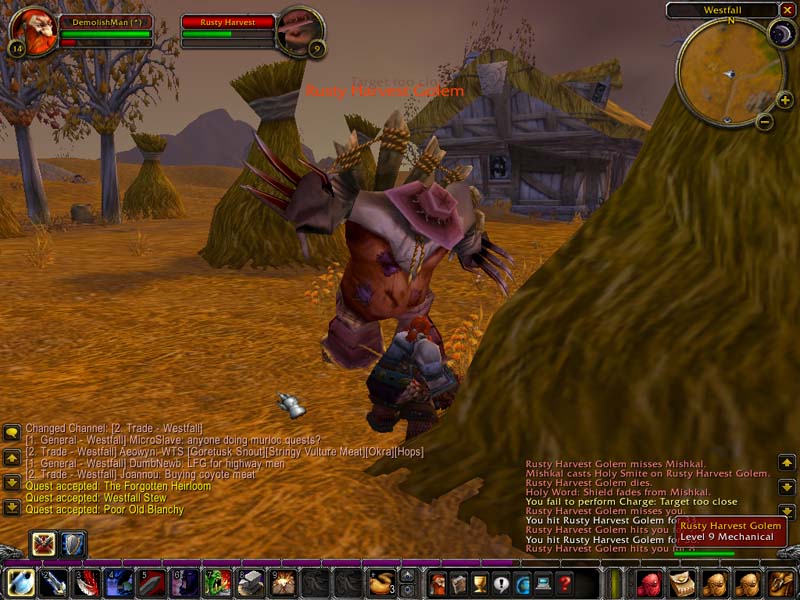 DemolishMan (*)
14
Rusty Harvest
9
Westfall
N
Target too clo
Rusty Harvest Golem
Changed Channel: [2. Trade - Westfall]
[1. General - Westfall] MicroSlave: anyone doing murloc quests?
[2. Trade - Westfall] Aeowyn: WTS [Goretusk Snout][Stringy Vulture Meat][Okra][Hops]
[1. General - Westfall] DumbNewb: LFG for highway men
[2. Trade - Westfall] Joannou: Buying coyote meat
Quest accepted: The Forgotten Heirloom
Quest accepted: Westfall Stew
Quest accepted: Poor Old Blanchy
Rusty Harvest Golem misses Mishkal.
Mishkal casts Holy Smite on Rusty Harvest Golem.
Rusty Harvest Golem dies.
Holy Word: Shield fades from Mishkal.
You fail to perform Charge: Target too close
Rusty Harvest Golem misses you.
You hit Rusty Harvest Golem for
Rusty Harvest Golem hits you
You hit Rusty Harvest Golem for
Rusty Harvest Golem hits you for 8
Rusty Harvest Golem
Level 9 Mechanical